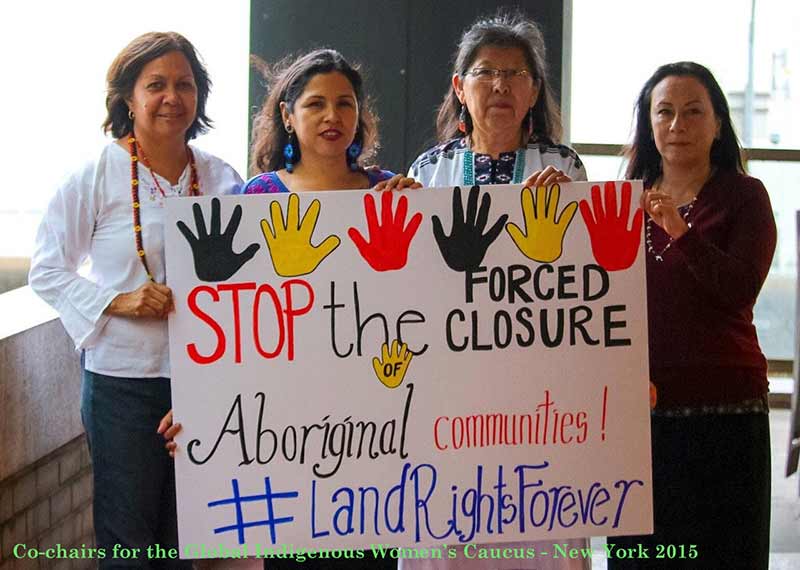 STOP the FORCED CLOSURE
OF
Aboriginal communities!
#LandRightsForever
Co-chairs for the Global Indigenous Women's Caucus - New York 2015